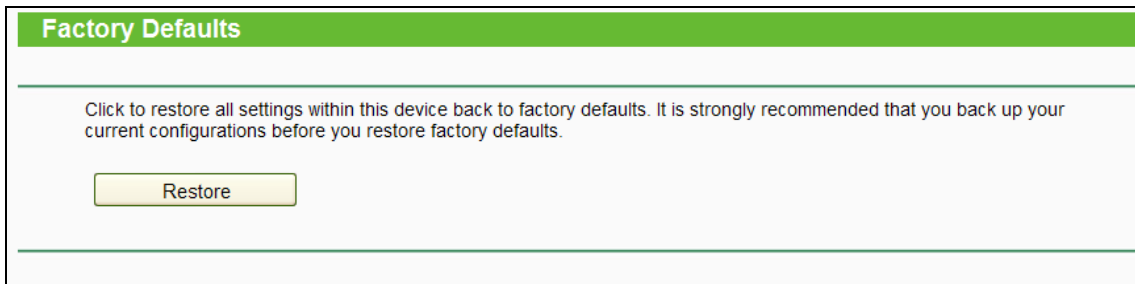 Factory Defaults
Click to restore all settings within this device back to factory defaults. It is strongly recommended that you back up your
current configurations before you restore factory defaults.
Restore